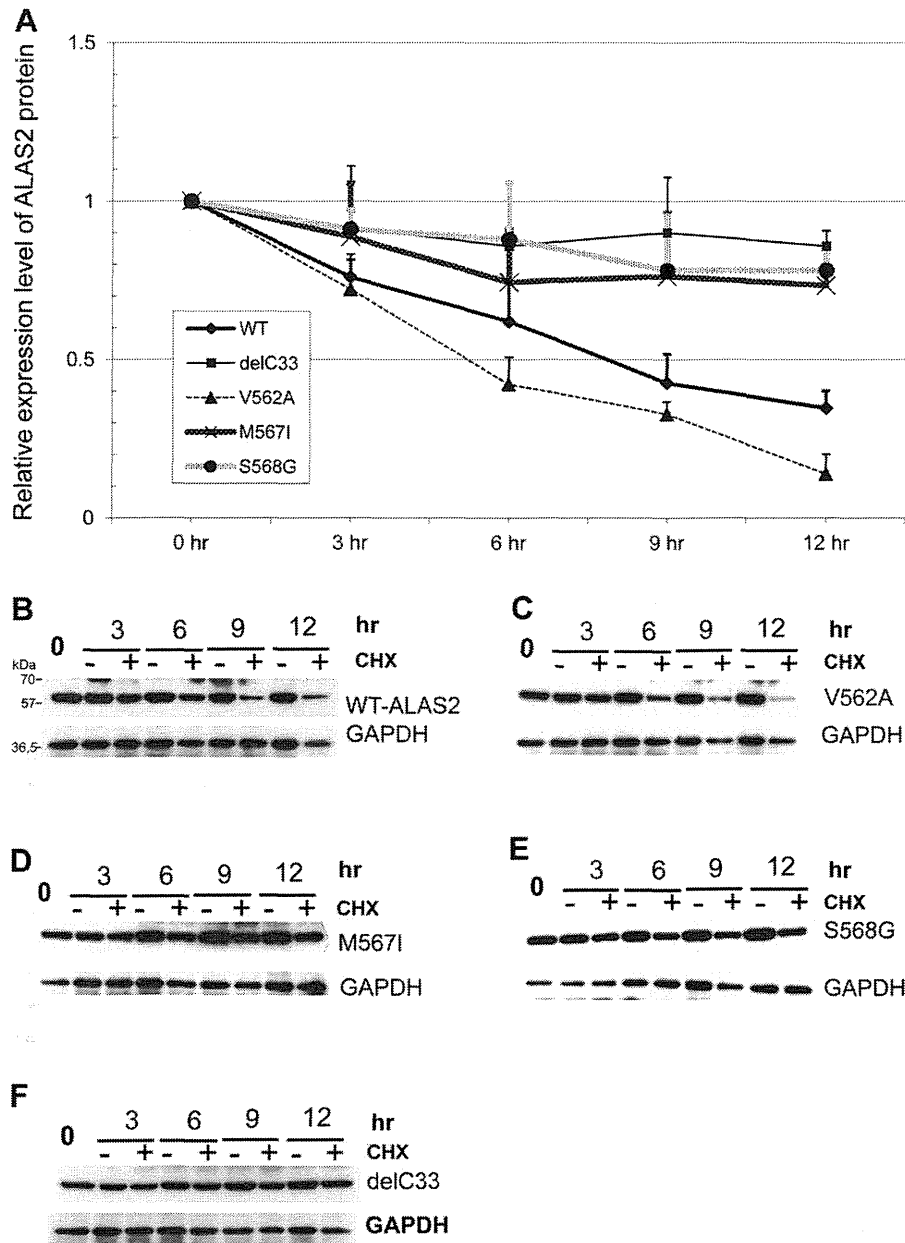 A
Relative expression level of ALAS2 protein
1.5
1
0.5
0
WT
delC33
V562A
M567I
S568G
0 hr 3 hr 6 hr 9 hr 12 hr
B
0 3 6 9 12 hr
- + - + - + - + CHX
kDa
70-
57-
WT-ALAS2
36.5-
GAPDH
C
0 3 6 9 12 hr
- + - + - + - + CHX
V562A
GAPDH
D
0 3 6 9 12 hr
- + - + - + - + CHX
M567I
GAPDH
E
0 3 6 9 12 hr
- + - + - + - + CHX
S568G
GAPDH
F
0 3 6 9 12 hr
- + - + - + - + CHX
delC33
GAPDH